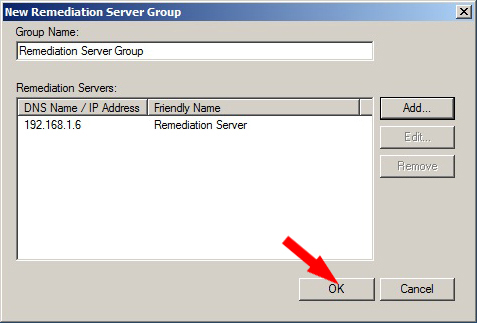 New Remediation Server Group
Group Name:
Remediation Server Group
Remediation Servers:
DNS Name / IP Address Friendly Name
192.168.1.6 Remediation Server
Add...
Edit...
Remove
OK Cancel